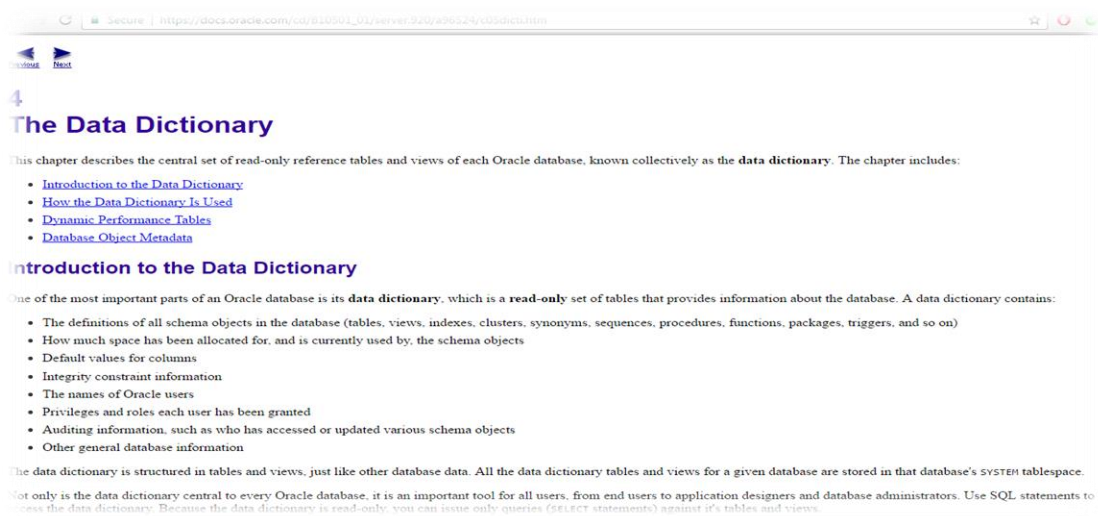 Secure | https://docs.oracle.com/cd/B10501_01/server.920/a96524/c05dicti.htm
Previous Next
4
The Data Dictionary
This chapter describes the central set of read-only reference tables and views of each Oracle database, known collectively as the data dictionary. The chapter includes:
• Introduction to the Data Dictionary
• How the Data Dictionary Is Used
• Dynamic Performance Tables
• Database Object Metadata
Introduction to the Data Dictionary
One of the most important parts of an Oracle database is its data dictionary, which is a read-only set of tables that provides information about the database. A data dictionary contains:
• The definitions of all schema objects in the database (tables, views, indexes, clusters, synonyms, sequences, procedures, functions, packages, triggers, and so on)
• How much space has been allocated for, and is currently used by, the schema objects
• Default values for columns
• Integrity constraint information
• The names of Oracle users
• Privileges and roles each user has been granted
• Auditing information, such as who has accessed or updated various schema objects
• Other general database information
The data dictionary is structured in tables and views, just like other database data. All the data dictionary tables and views for a given database are stored in that database's SYSTEM tablespace.
Not only is the data dictionary central to every Oracle database, it is an important tool for all users, from end users to application designers and database administrators. Use SQL statements to
access the data dictionary. Because the data dictionary is read-only, you can issue only queries (SELECT statements) against it's tables and views.